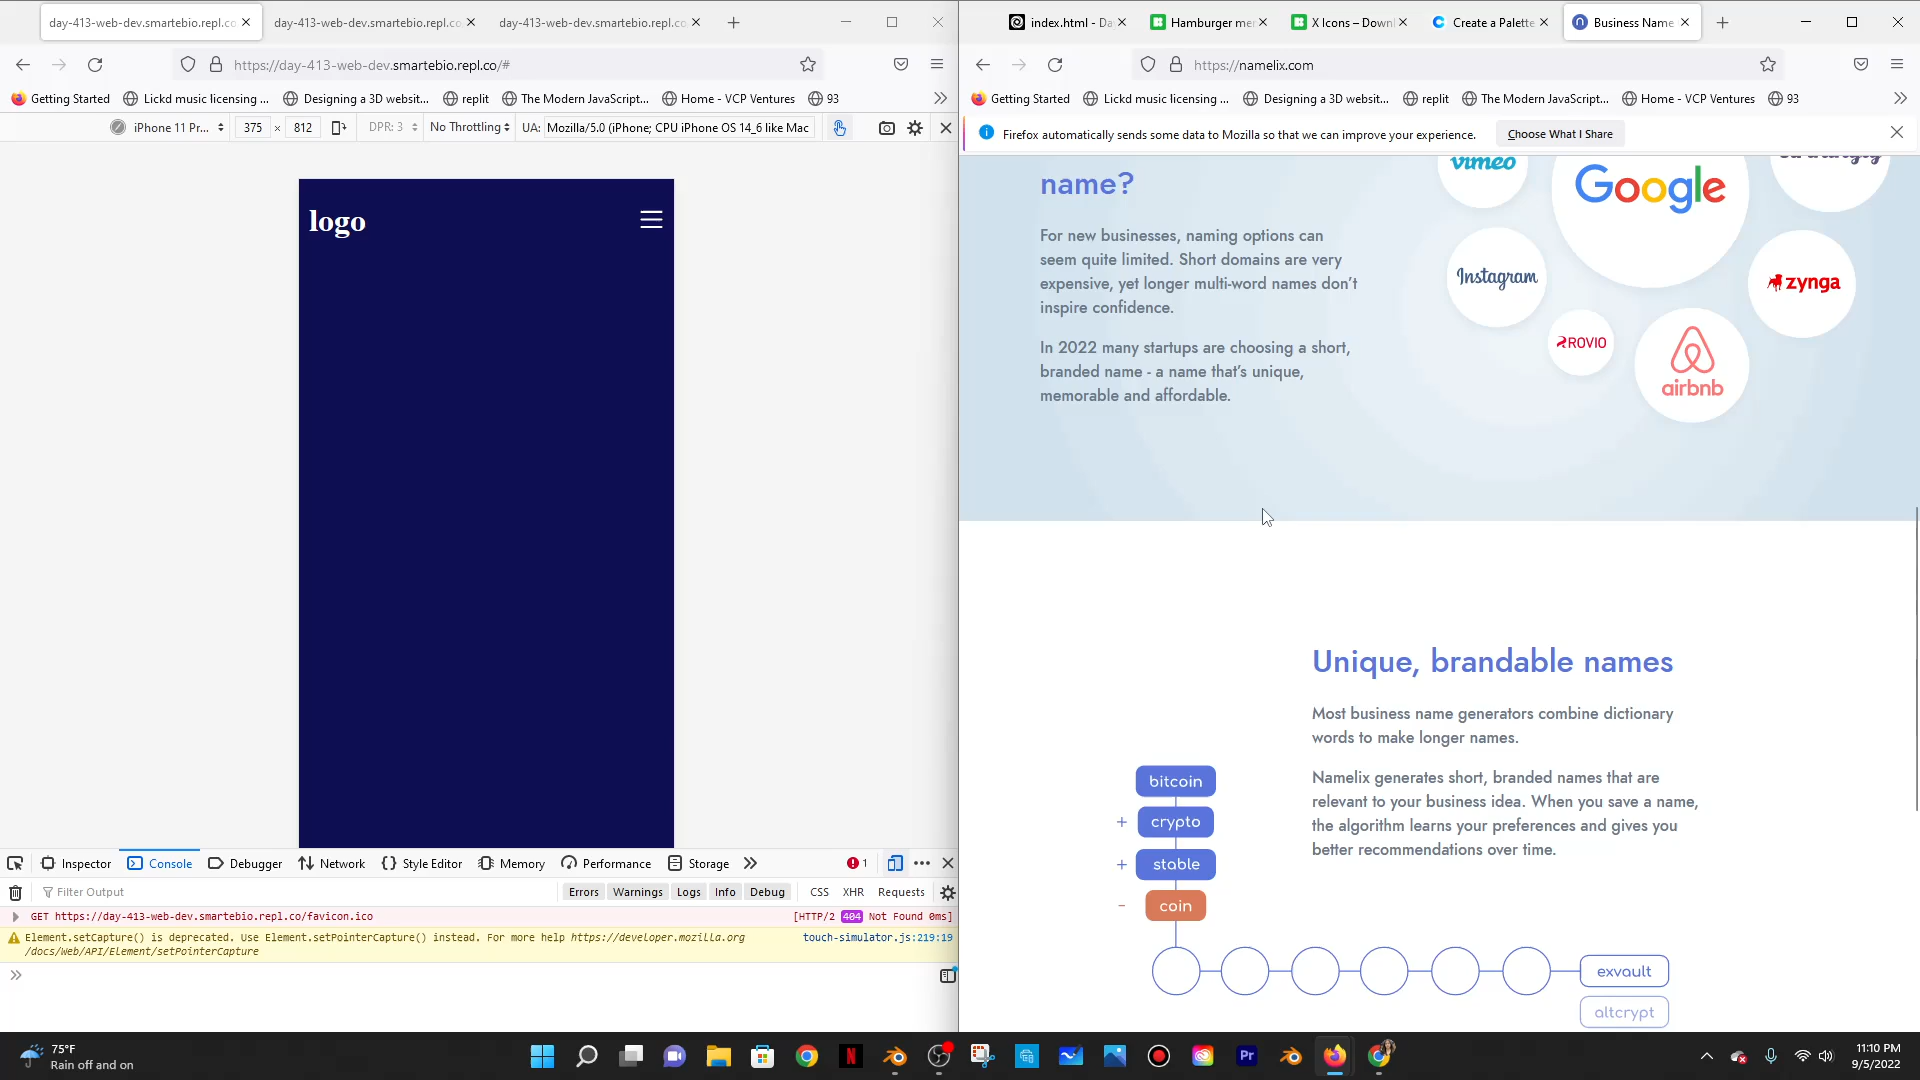 day-413-web-dev.smartebio.repl.co
day-413-web-dev.smartebio.repl.co
day-413-web-dev.smartebio.repl.co
https://day-413-web-dev.smartebio.repl.co/#
Getting Started
Lickd music licensing ...
Designing a 3D websit...
replit
The Modern JavaScript...
Home - VCP Ventures
93
iPhone 11 Pr...
375
×
812
DPR: 3
No Throttling
UA:
Mozilla/5.0 (iPhone; CPU iPhone OS 14_6 like Mac
logo
Inspector
Console
Debugger
Network
Style Editor
Memory
Performance
Storage
1
Filter Output
Errors
Warnings
Logs
Info
Debug
CSS
XHR
Requests
GET https://day-413-web-dev.smartebio.repl.co/favicon.ico
[HTTP/2 404 Not Found 0ms]
Element.setCapture() is deprecated. Use Element.setPointerCapture() instead. For more help https://developer.mozilla.org
/docs/Web/API/Element/setPointerCapture
touch-simulator.js:219:19
index.html - Da
Hamburger me
X Icons – Downl
Create a Palette
Business Name
https://namelix.com
Getting Started
Lickd music licensing ...
Designing a 3D websit...
replit
The Modern JavaScript...
Home - VCP Ventures
93
Firefox automatically sends some data to Mozilla so that we can improve your experience.
Choose What I Share
name?
For new businesses, naming options can
seem quite limited. Short domains are very
expensive, yet longer multi-word names don't
inspire confidence.
In 2022 many startups are choosing a short,
branded name - a name that's unique,
memorable and affordable.
vimeo
Google
Instagram
zynga
ROVIO
airbnb
Unique, brandable names
Most business name generators combine dictionary
words to make longer names.
Namelix generates short, branded names that are
relevant to your business idea. When you save a name,
the algorithm learns your preferences and gives you
better recommendations over time.
bitcoin
+ crypto
+ stable
- coin
exvault
altcrypt
75°F
Rain off and on
N
Pr
11:10 PM
9/5/2022